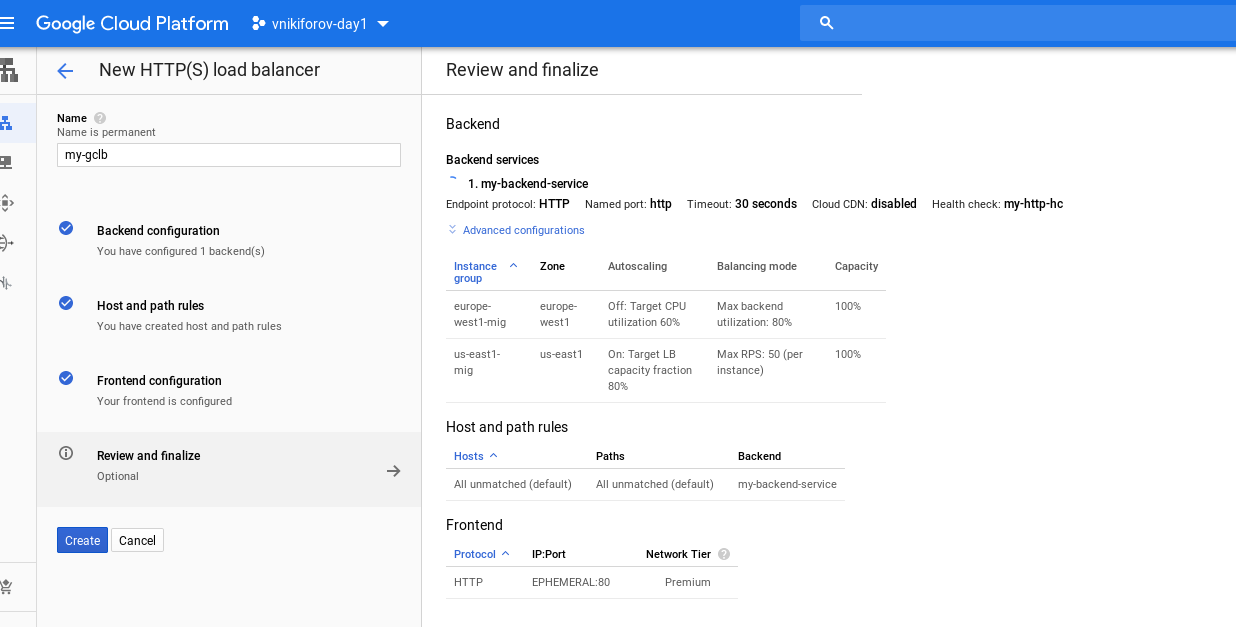 Google Cloud Platform
vnikiforov-day1
New HTTP(S) load balancer
Name
Name is permanent
my-gclb
Backend configuration
You have configured 1 backend(s)
Host and path rules
You have created host and path rules
Frontend configuration
Your frontend is configured
Review and finalize
Optional
Create Cancel
Review and finalize
Backend
Backend services
1. my-backend-service
Endpoint protocol: HTTP Named port: http Timeout: 30 seconds Cloud CDN: disabled Health check: my-http-hc
Advanced configurations
Instance group Zone Autoscaling Balancing mode Capacity
europe- europe- Off: Target CPU Max backend 100%
west1-mig west1 utilization 60% utilization: 80%
us-east1- us-east1 On: Target LB Max RPS: 50 (per 100%
mig capacity fraction instance)
80%
Host and path rules
Hosts Paths Backend
All unmatched (default) All unmatched (default) my-backend-service
Frontend
Protocol IP:Port Network Tier
HTTP EPHEMERAL:80 Premium